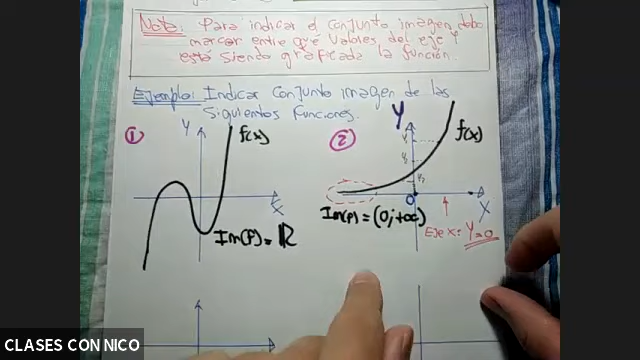 Nota: Para indicar el conjunto imagen debo
marcar entre qué valores del eje Y
está siendo graficada la función.
Ejemplo: Indicar conjunto imagen de las
siguientes funciones.
1
Y
f(x)
X
Im(f) = ℝ
2
Y
f(x)
0
X
Im(f) = (0; +∞)
Eje X: Y=0
CLASES CON NICO